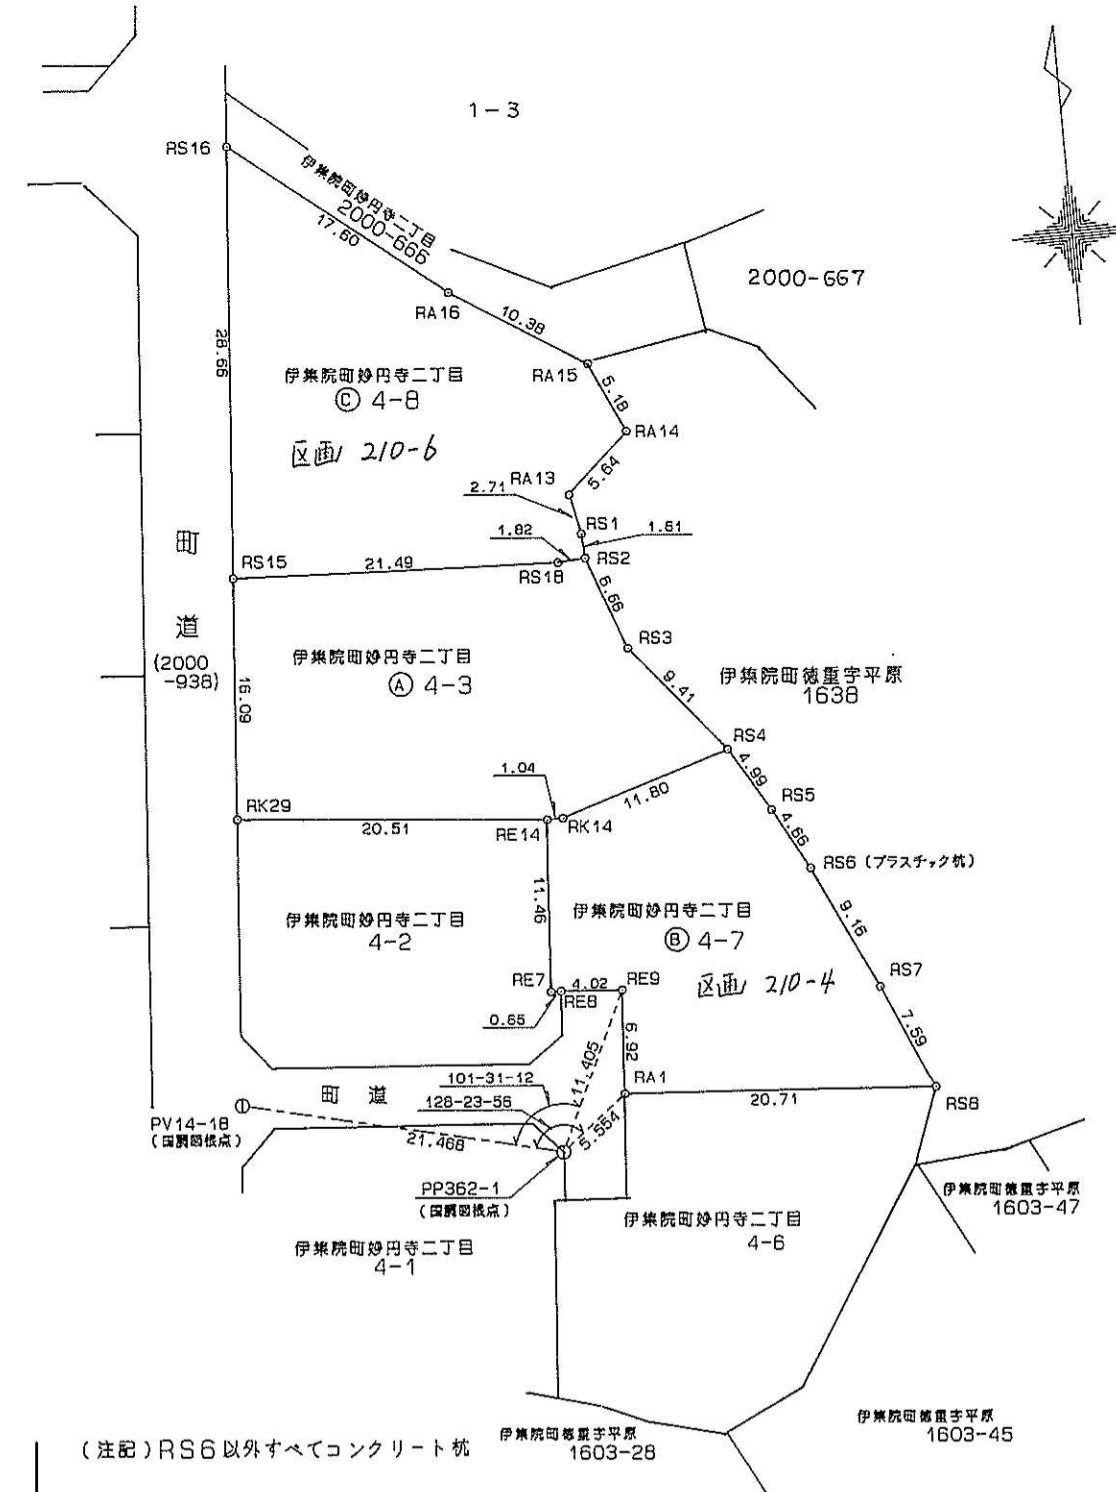 1-3
RS16
伊集院町妙円寺二丁目
2000-666
17.60
2000-667
RA16
10.38
28.66
RA15
伊集院町妙円寺二丁目
Ⓒ 4-8
5.18
RA14
区画 210-6
RA13
5.64
2.71
RS1
1.82
1.61
町
RS15
21.49
RS18
RS2
6.66
道
RS3
(2000
-938)
伊集院町妙円寺二丁目
Ⓐ 4-3
16.09
9.41
伊集院町徳重字平原
1638
RS4
1.04
4.99
11.80
RK29
RS5
20.51
RE14
RK14
4.66
RS6 (プラスチック杭)
11.46
伊集院町妙円寺二丁目
4-2
伊集院町妙円寺二丁目
Ⓑ 4-7
9.16
RE7
4.02
RE9
区画 210-4
RS7
RE8
0.65
7.59
6.92
11.405
101-31-12
町 道
RA1
128-23-56
20.71
RS8
PV14-18
(国調図根点)
21.468
5.554
PP362-1
(国調図根点)
伊集院町徳重字平原
1603-47
伊集院町妙円寺二丁目
4-6
伊集院町妙円寺二丁目
4-1
伊集院町徳重字平原
1603-45
伊集院町徳重字平原
1603-28
(注記)RS6以外すべてコンクリート杭